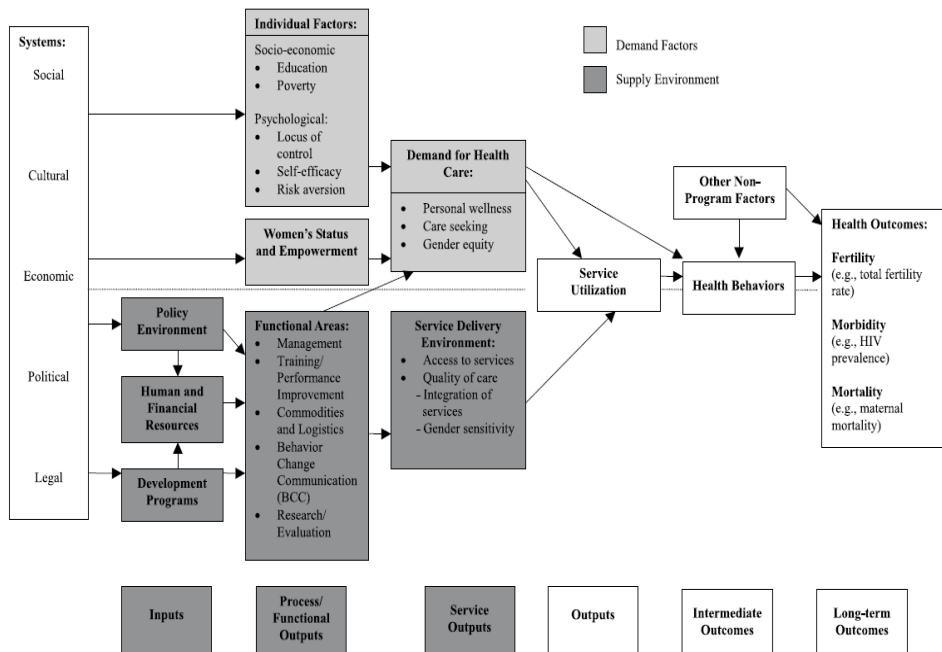 Systems:
Social
Cultural
Economic
Political
Legal
Individual Factors:
Socio-economic
• Education
• Poverty
Psychological:
• Locus of
control
• Self-efficacy
• Risk aversion
Women's Status
and Empowerment
Demand for Health
Care:
• Personal wellness
• Care seeking
• Gender equity
Demand Factors
Supply Environment
Policy
Environment
Human and
Financial
Resources
Development
Programs
Functional Areas:
• Management
• Training/
Performance
Improvement
• Commodities
and Logistics
• Behavior
Change
Communication
(BCC)
• Research/
Evaluation
Service Delivery
Environment:
• Access to services
• Quality of care
- Integration of
services
- Gender sensitivity
Service
Utilization
Other Non-
Program Factors
Health Behaviors
Health Outcomes:
Fertility
(e.g., total fertility
rate)
Morbidity
(e.g., HIV
prevalence)
Mortality
(e.g., maternal
mortality)
Inputs
Process/
Functional
Outputs
Service
Outputs
Outputs
Intermediate
Outcomes
Long-term
Outcomes